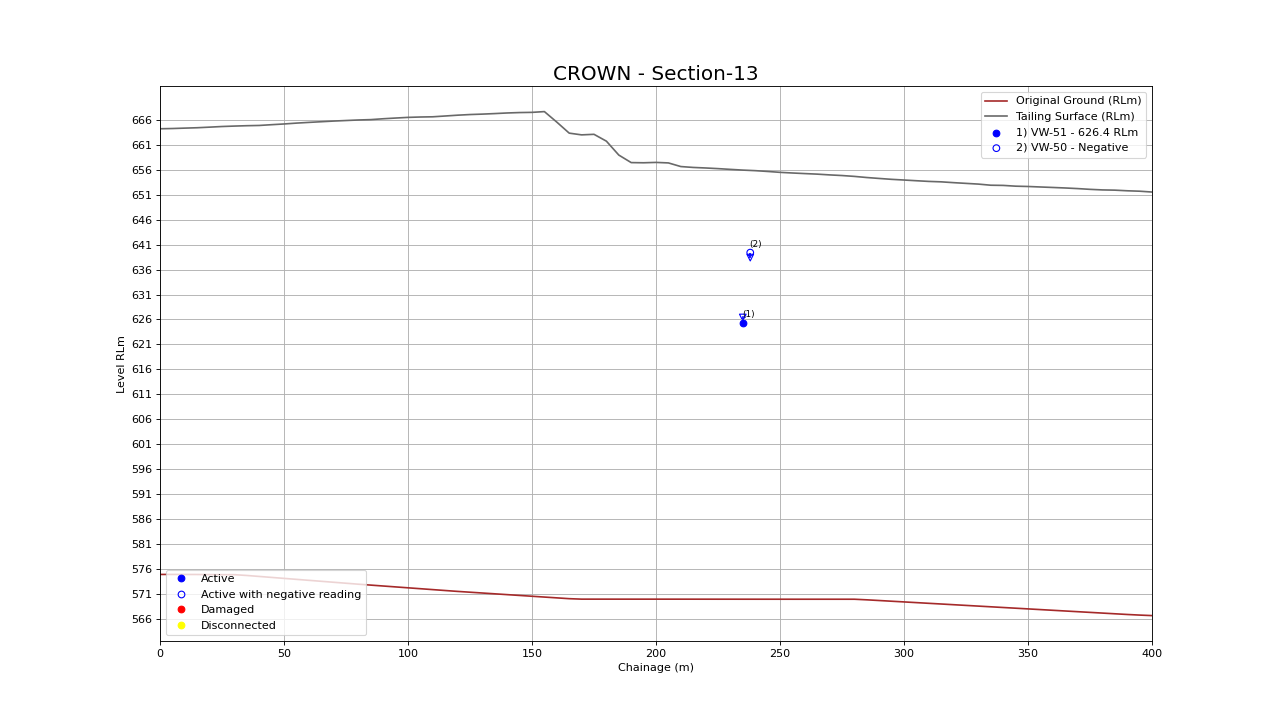 CROWN - Section-13
Original Ground (RLm)
Tailing Surface (RLm)
1) VW-51 - 626.4 RLm
2) VW-50 - Negative
666
661
656
651
646
641
636
631
626
621
616
611
606
601
596
591
586
581
576
571
566
Level RLm
(2)
(1)
Active
Active with negative reading
Damaged
Disconnected
0 50 100 150 200 250 300 350 400
Chainage (m)